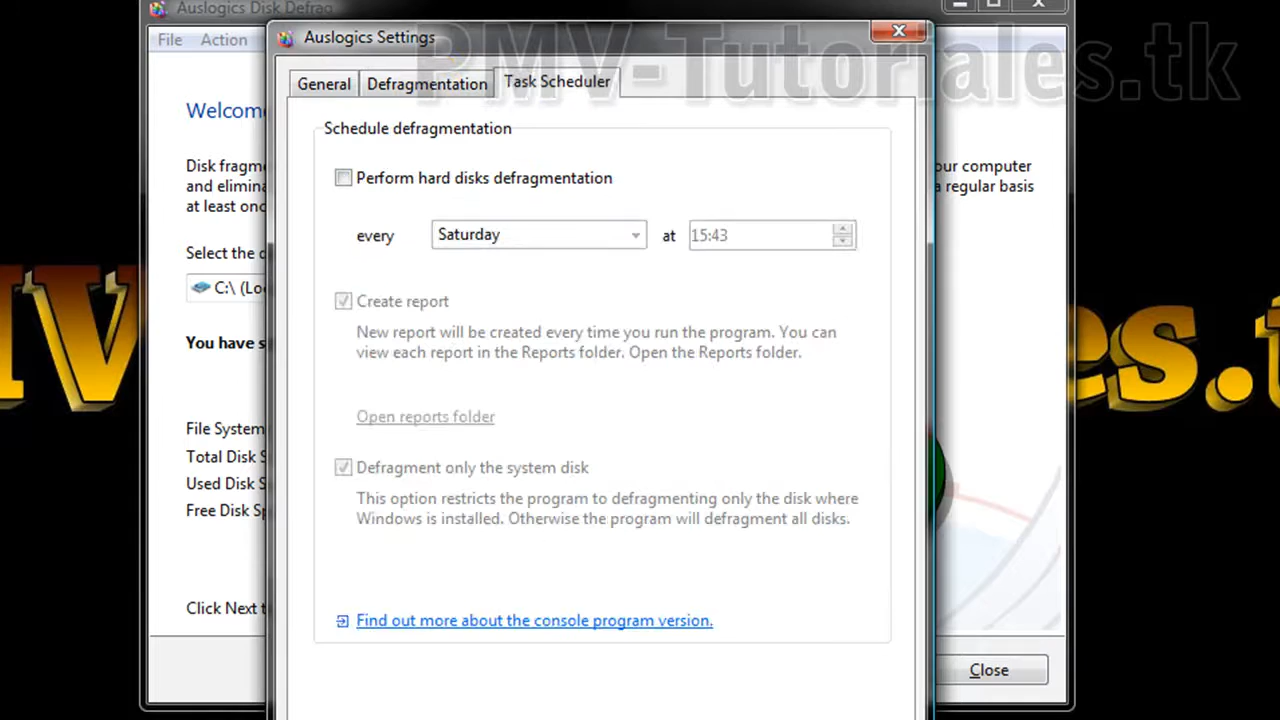 Auslogics Disk Defrag
File Action
Auslogics Settings
PMV-Tutoriales.tk
General Defragmentation Task Scheduler
Schedule defragmentation
Perform hard disks defragmentation
every Saturday at 15:43
Create report
New report will be created every time you run the program. You can
view each report in the Reports folder. Open the Reports folder.
Open reports folder
Defragment only the system disk
This option restricts the program to defragmenting only the disk where
Windows is installed. Otherwise the program will defragment all disks.
Find out more about the console program version.
Disk
and
at least
computer
a regular basis
Select the
C:\
You have
File System
Total Disk
Used Disk
Free Disk
Click Next
Close